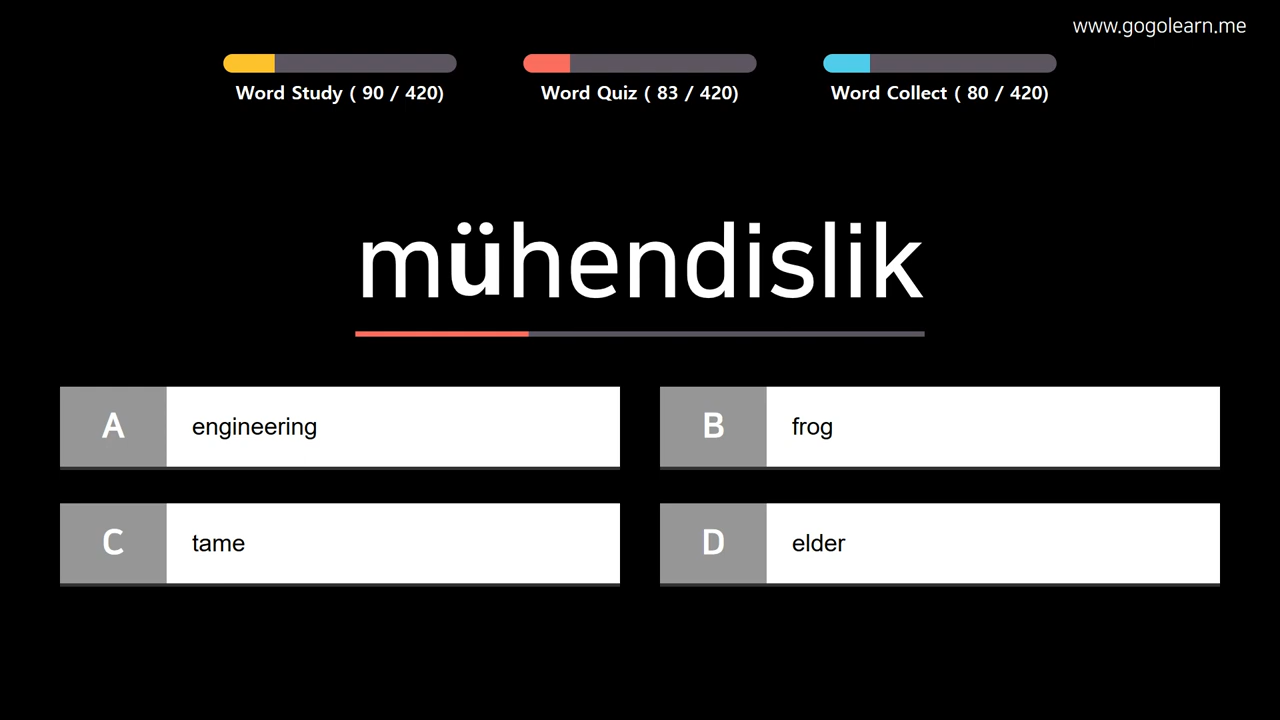 www.gogolearn.me
Word Study ( 90 / 420)
Word Quiz ( 83 / 420)
Word Collect ( 80 / 420)
mühendislik
A engineering
B frog
C tame
D elder